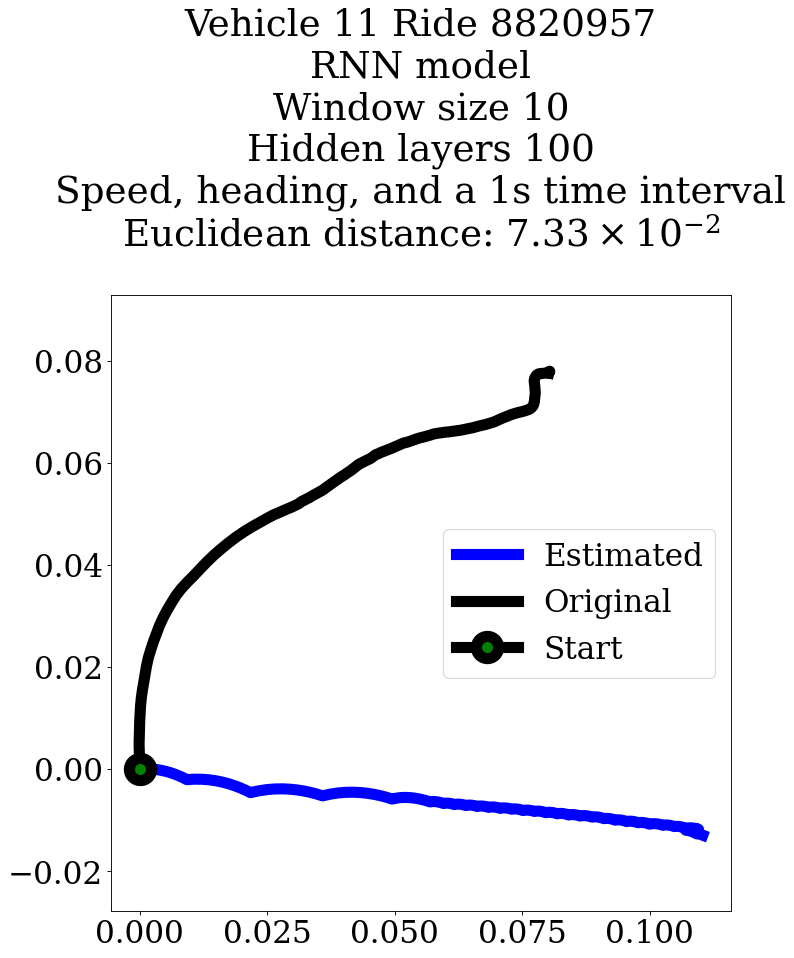 Vehicle 11 Ride 8820957
RNN model
Window size 10
Hidden layers 100
Speed, heading, and a 1s time interval
Euclidean distance: 7.33 × 10⁻²
0.08
0.06
0.04
0.02
0.00
−0.02
Estimated
Original
Start
0.000 0.025 0.050 0.075 0.100